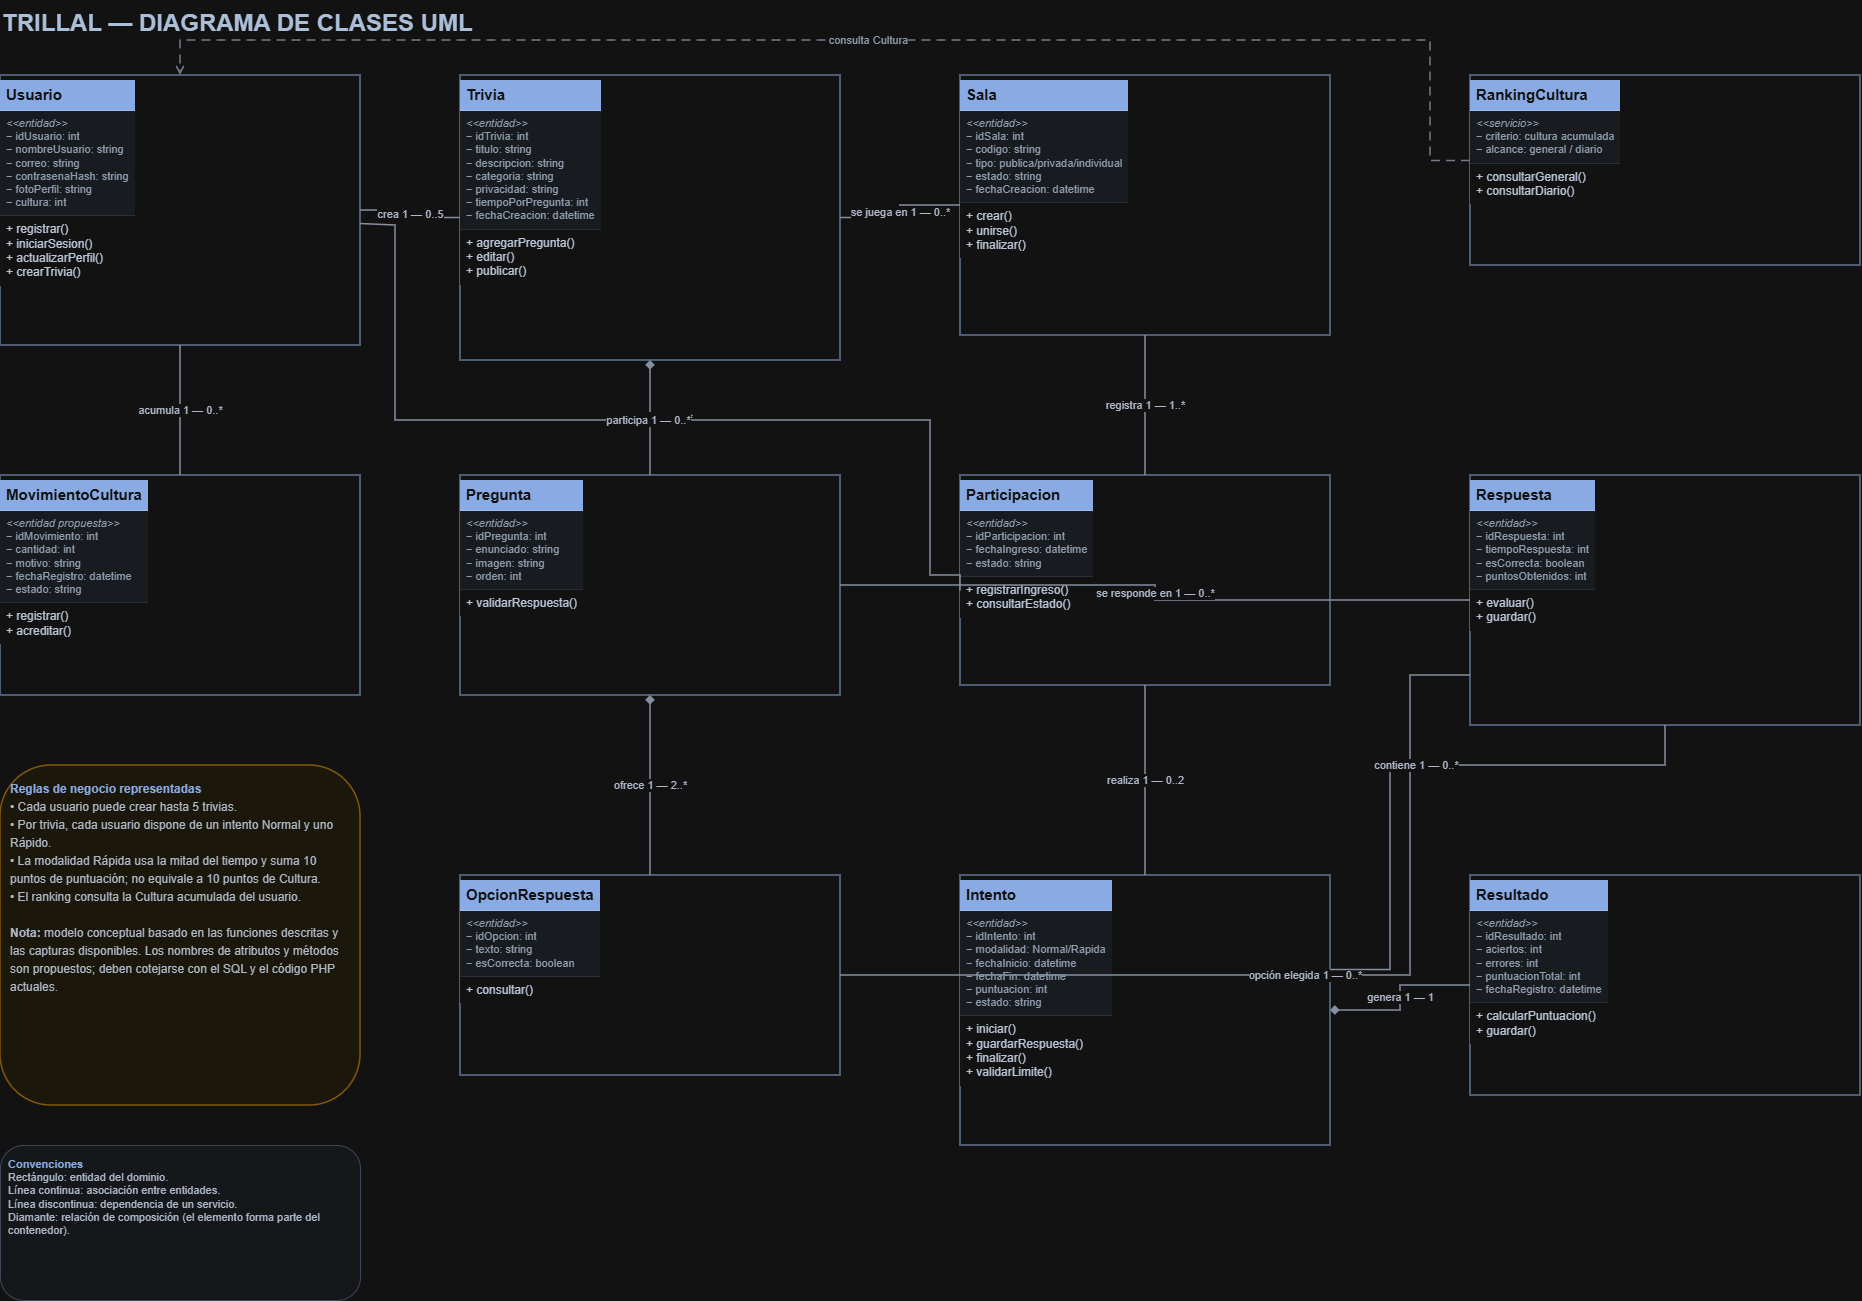 TRILLAL — DIAGRAMA DE CLASES UML
consulta Cultura
Usuario
<<entidad>>
− idUsuario: int
− nombreUsuario: string
− correo: string
− contrasenaHash: string
− fotoPerfil: string
− cultura: int
+ registrar()
+ iniciarSesion()
+ actualizarPerfil()
+ crearTrivia()
crea 1 — 0..5
Trivia
<<entidad>>
− idTrivia: int
− titulo: string
− descripcion: string
− categoria: string
− privacidad: string
− tiempoPorPregunta: int
− fechaCreacion: datetime
+ agregarPregunta()
+ editar()
+ publicar()
se juega en 1 — 0..*
Sala
<<entidad>>
− idSala: int
− codigo: string
− tipo: publica/privada/individual
− estado: string
− fechaCreacion: datetime
+ crear()
+ unirse()
+ finalizar()
RankingCultura
<<servicio>>
− criterio: cultura acumulada
− alcance: general / diario
+ consultarGeneral()
+ consultarDiario()
acumula 1 — 0..*
participa 1 — 0..*
registra 1 — 1..*
MovimientoCultura
<<entidad propuesta>>
− idMovimiento: int
− cantidad: int
− motivo: string
− fechaRegistro: datetime
− estado: string
+ registrar()
+ acreditar()
Pregunta
<<entidad>>
− idPregunta: int
− enunciado: string
− imagen: string
− orden: int
+ validarRespuesta()
Participacion
<<entidad>>
− idParticipacion: int
− fechaIngreso: datetime
− estado: string
+ registrarIngreso()
+ consultarEstado()
se responde en 1 — 0..*
Respuesta
<<entidad>>
− idRespuesta: int
− tiempoRespuesta: int
− esCorrecta: boolean
− puntosObtenidos: int
+ evaluar()
+ guardar()
ofrece 1 — 2..*
realiza 1 — 0..2
contiene 1 — 0..*
Reglas de negocio representadas
• Cada usuario puede crear hasta 5 trivias.
• Por trivia, cada usuario dispone de un intento Normal y uno
Rápido.
• La modalidad Rápida usa la mitad del tiempo y suma 10
puntos de puntuación; no equivale a 10 puntos de Cultura.
• El ranking consulta la Cultura acumulada del usuario.
Nota: modelo conceptual basado en las funciones descritas y
las capturas disponibles. Los nombres de atributos y métodos
son propuestos; deben cotejarse con el SQL y el código PHP
actuales.
OpcionRespuesta
<<entidad>>
− idOpcion: int
− texto: string
− esCorrecta: boolean
+ consultar()
Intento
<<entidad>>
− idIntento: int
− modalidad: Normal/Rapida
− fechaInicio: datetime
− fechaFin: datetime
− puntuacion: int
− estado: string
+ iniciar()
+ guardarRespuesta()
+ finalizar()
+ validarLimite()
opción elegida 1 — 0..*
genera 1 — 1
Resultado
<<entidad>>
− idResultado: int
− aciertos: int
− errores: int
− puntuacionTotal: int
− fechaRegistro: datetime
+ calcularPuntuacion()
+ guardar()
Convenciones
Rectángulo: entidad del dominio.
Línea continua: asociación entre entidades.
Línea discontinua: dependencia de un servicio.
Diamante: relación de composición (el elemento forma parte del
contenedor).